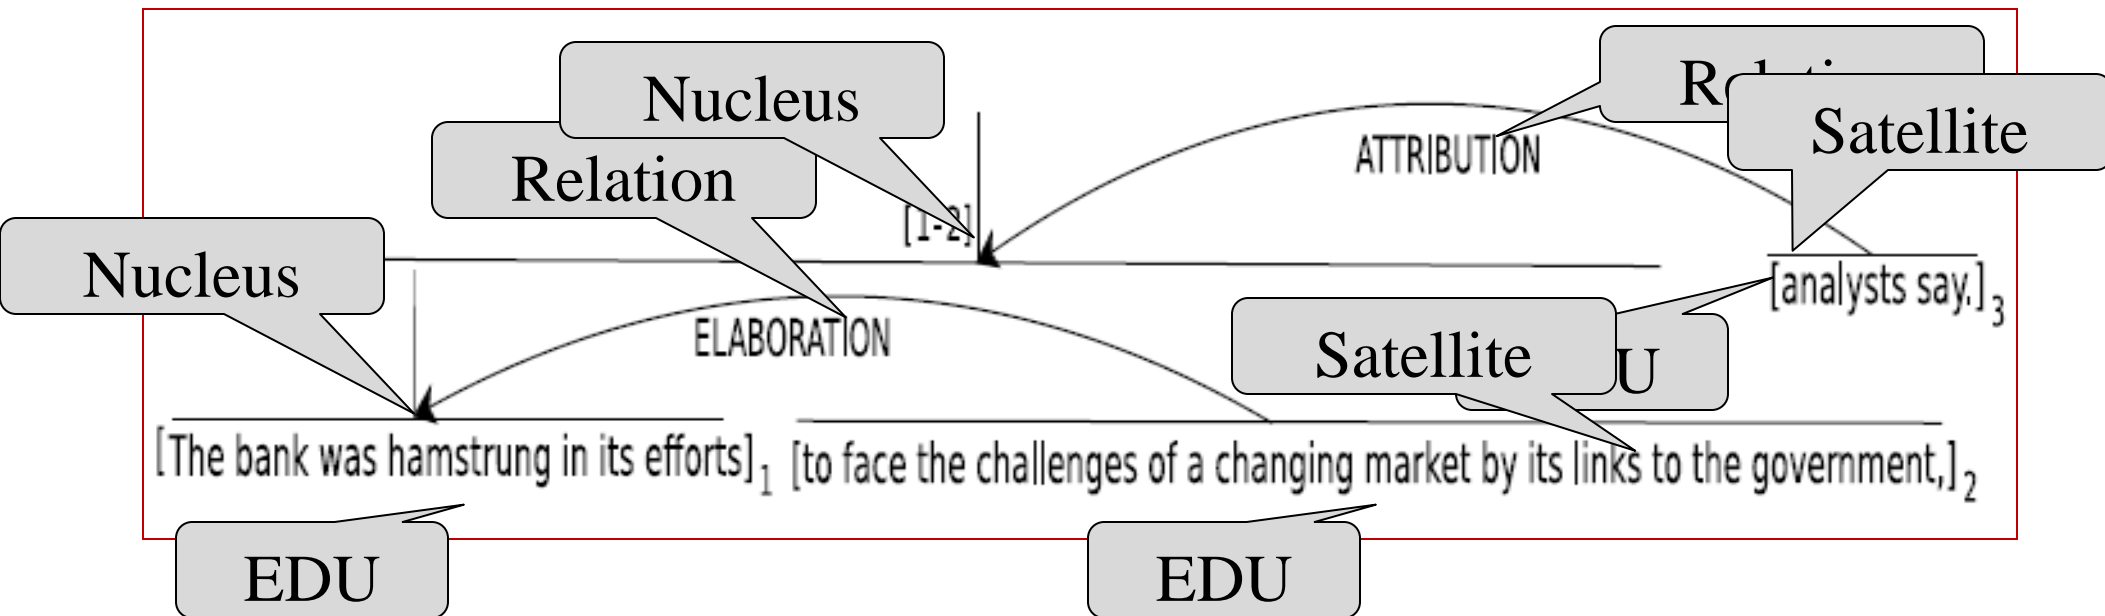 Nucleus
Satellite
Relation
ATTRIBUTION
[1-2]
Nucleus
[analysts say.]3
ELABORATION
Satellite
U
[The bank was hamstrung in its efforts]1 [to face the challenges of a changing market by its links to the government,]2
EDU
EDU